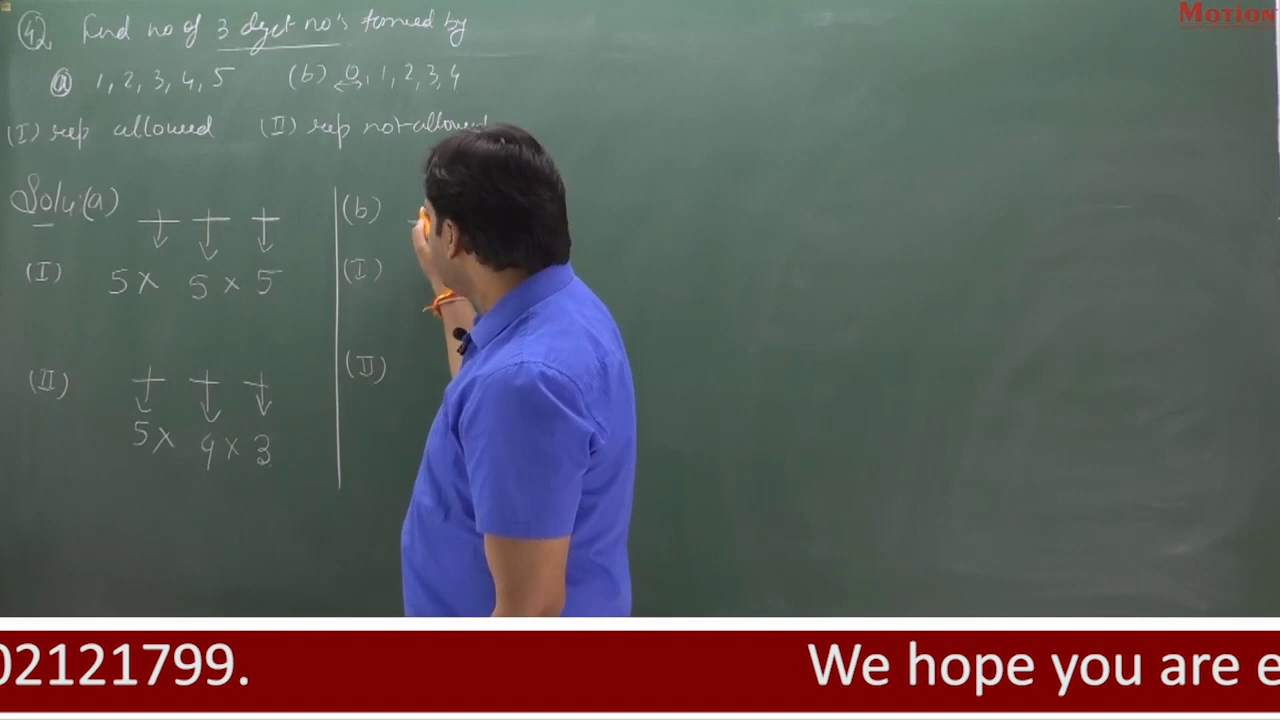 MOTION
Q2 Find no of 3 digit no's formed by
(a) 1, 2, 3, 4, 5 (b) 0, 1, 2, 3, 4
(I) rep allowed (II) rep not-allowed
Solu:(a)
(I) 5 x 5 x 5
(II) 5 x 4 x 3
(b)
(I)
(II)
02121799. We hope you are e